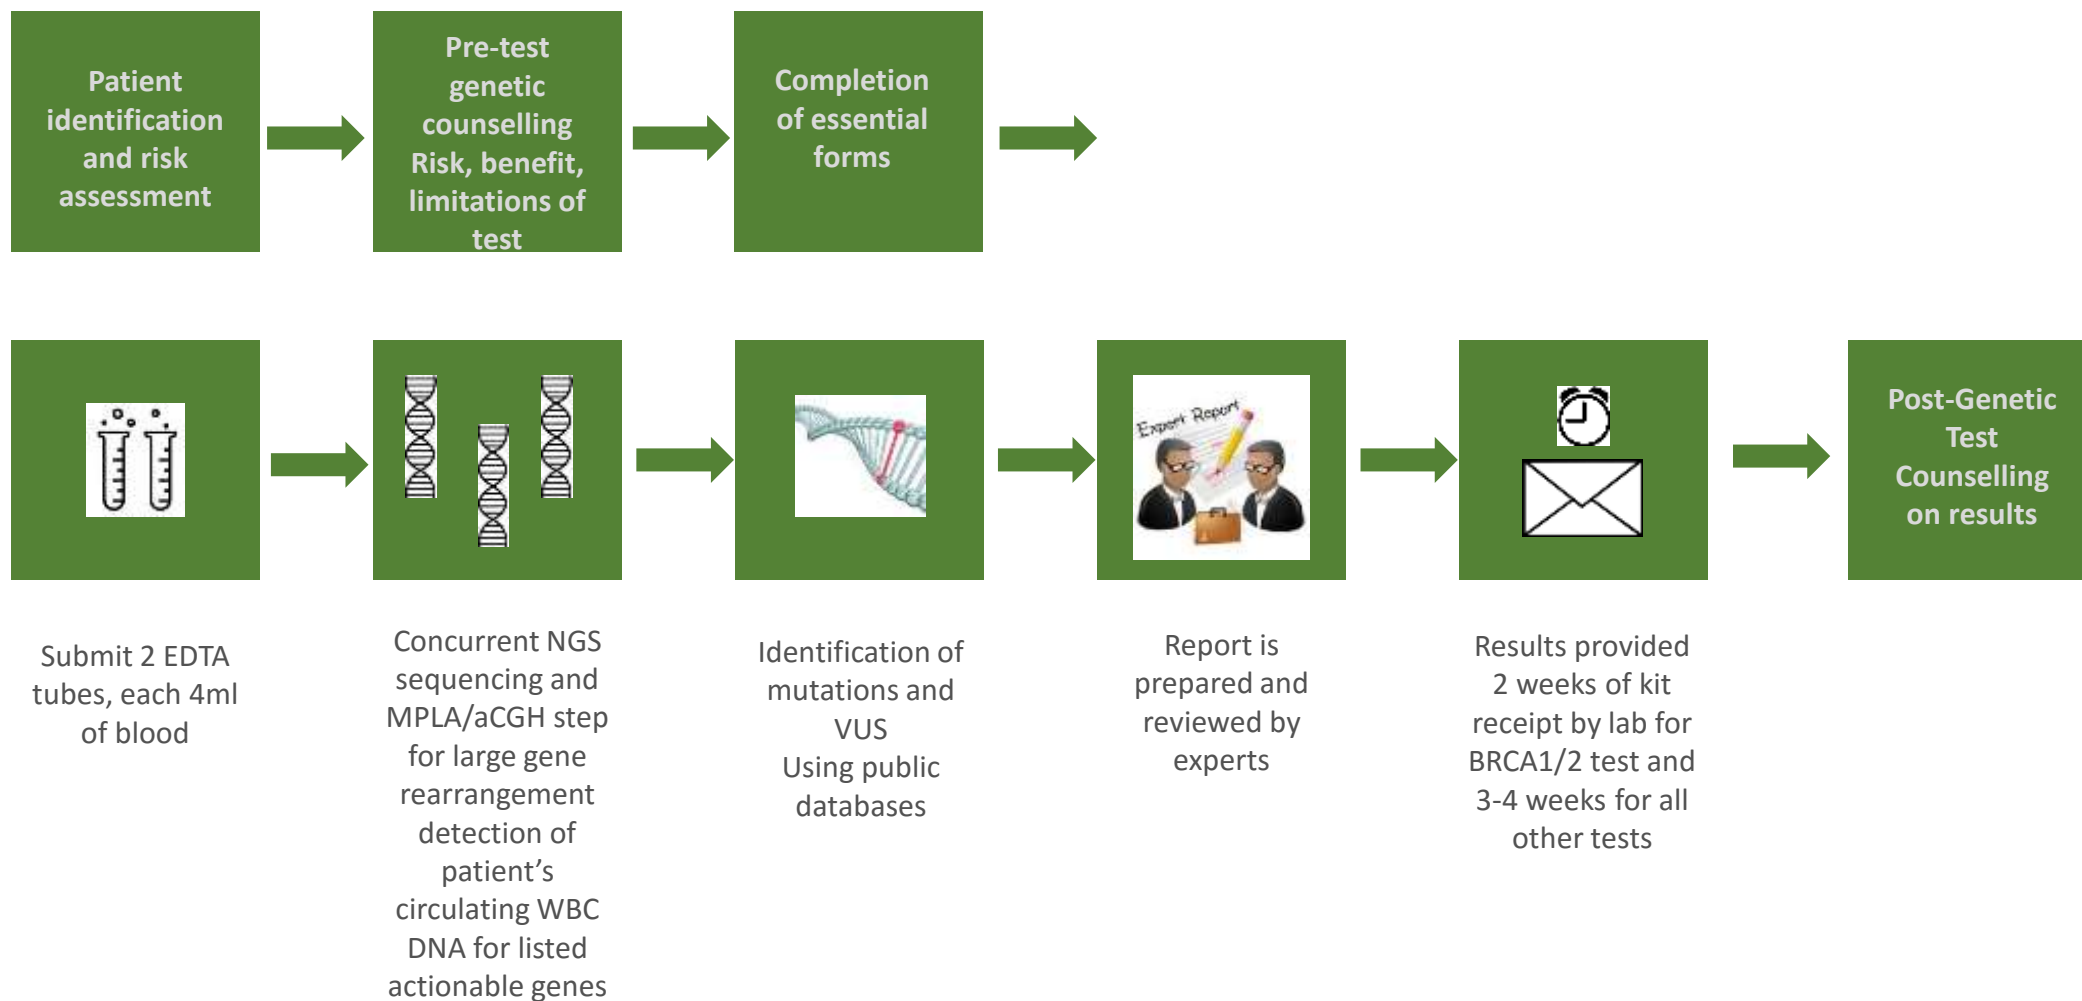 Patient
identification
and risk
assessment
Pre-test
genetic
counselling
Risk, benefit,
limitations of
test
Completion
of essential
forms
Expert Report
Post-Genetic
Test
Counselling
on results
Submit 2 EDTA
tubes, each 4ml
of blood
Concurrent NGS
sequencing and
MPLA/aCGH step
for large gene
rearrangement
detection of
patient’s
circulating WBC
DNA for listed
actionable genes
Identification of
mutations and
VUS
Using public
databases
Report is
prepared and
reviewed by
experts
Results provided
2 weeks of kit
receipt by lab for
BRCA1/2 test and
3-4 weeks for all
other tests